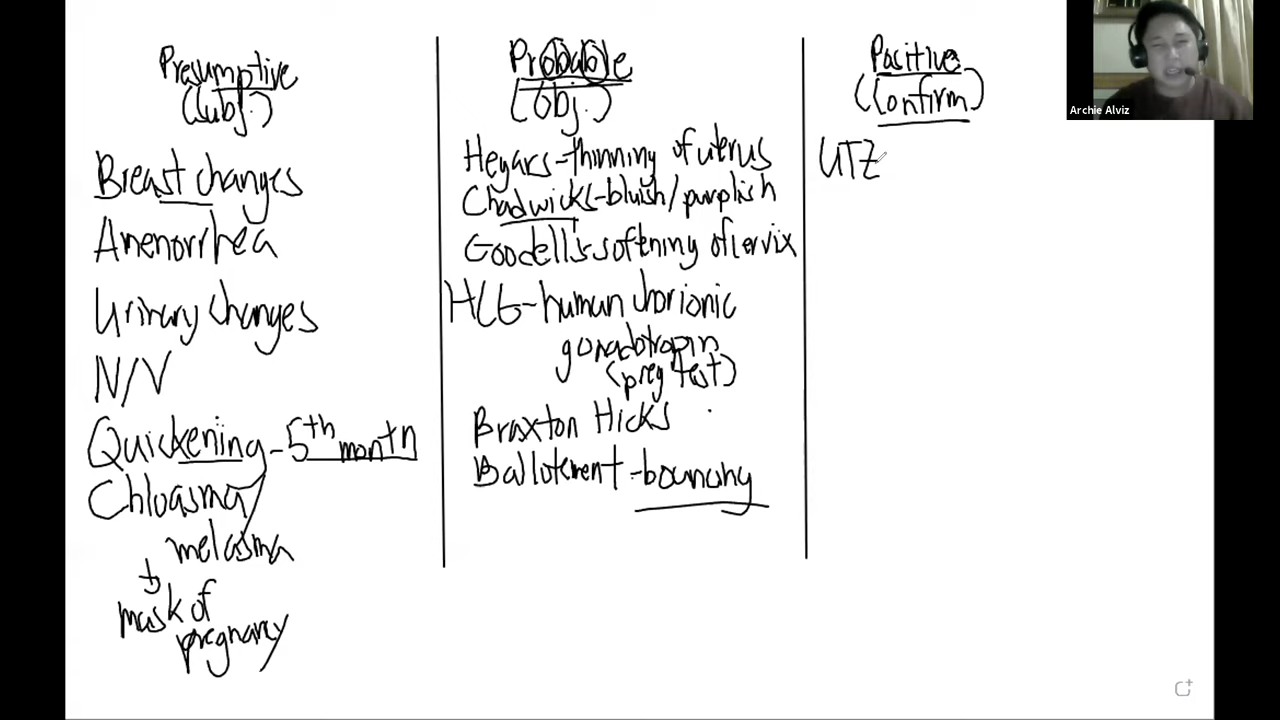 Presumptive
(Subj.)
Breast changes
Amenorrhea
Urinary changes
N/V
Quickening - 5th month
Chloasma/
melasma
mask of
pregnancy
Probable
(Obj.)
Hegars - thinning of uterus
Chadwicks - bluish/purplish
Goodell's - softening of cervix
HCG - human chorionic
gonadotropin
(preg test)
Braxton Hicks
Ballotement - bouncing
Positive
(Confirm)
UTZ
Archie Alviz